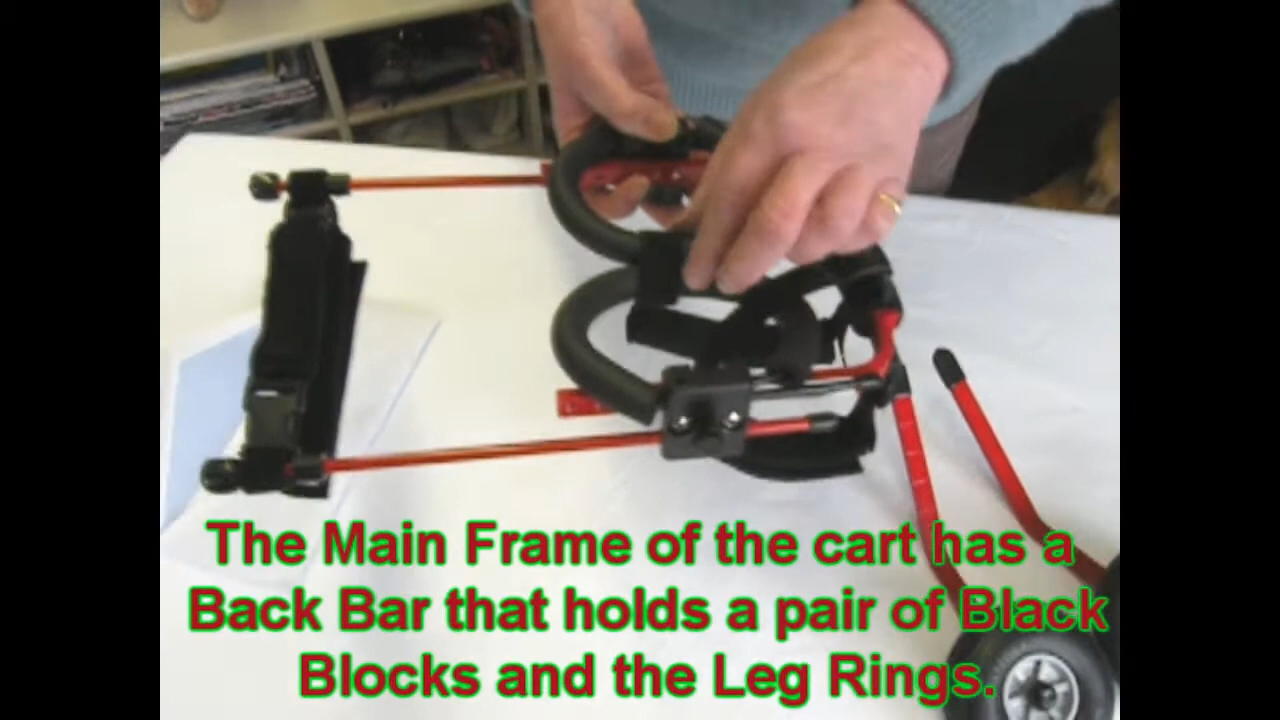 The Main Frame of the cart has a
Back Bar that holds a pair of Black
Blocks and the Leg Rings.